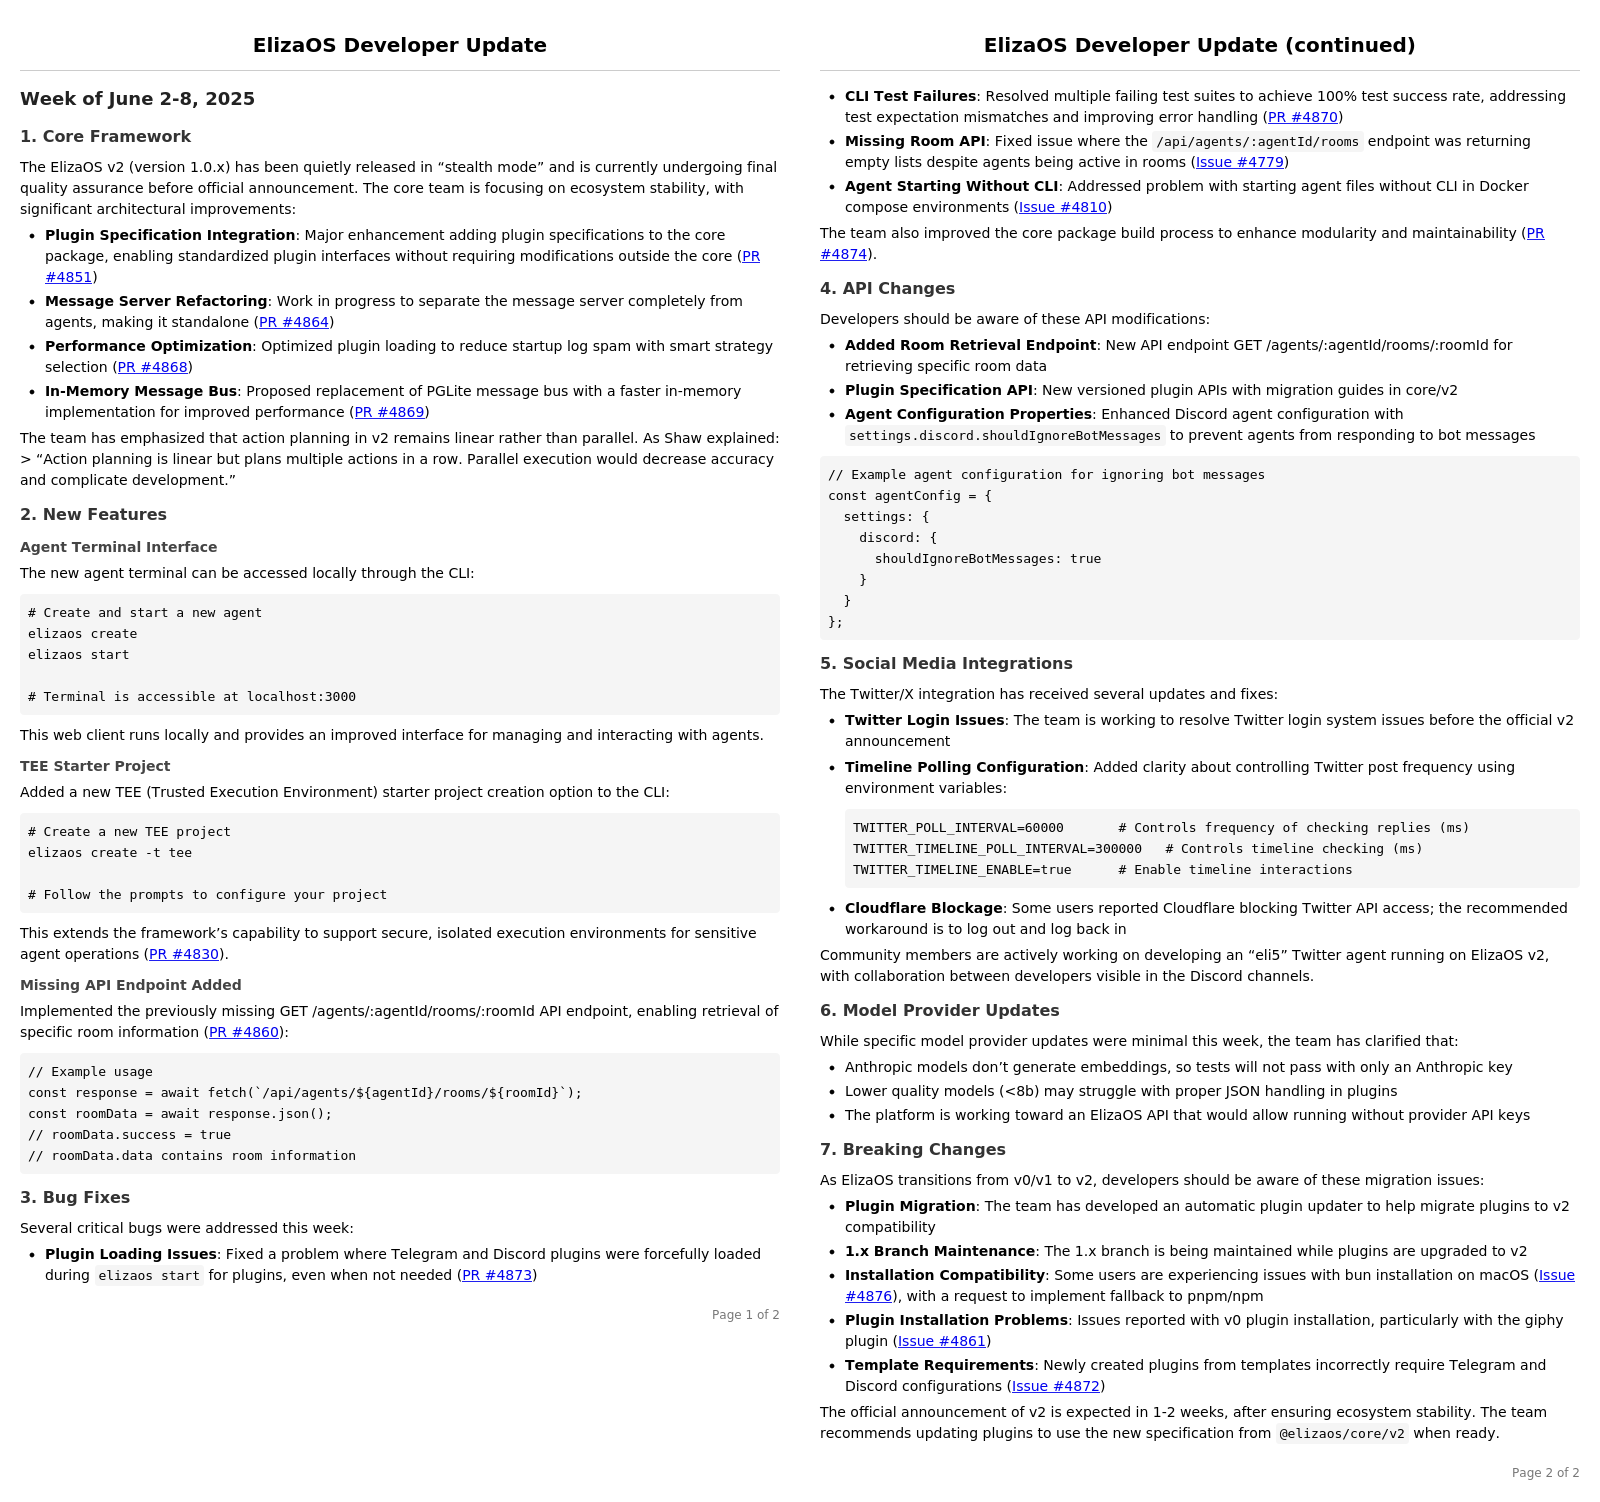 ElizaOS Developer Update
Week of June 2-8, 2025
1. Core Framework
The ElizaOS v2 (version 1.0.x) has been quietly released in “stealth mode” and is currently undergoing final
quality assurance before official announcement. The core team is focusing on ecosystem stability, with
significant architectural improvements:
• Plugin Specification Integration: Major enhancement adding plugin specifications to the core
package, enabling standardized plugin interfaces without requiring modifications outside the core (PR
#4851)
• Message Server Refactoring: Work in progress to separate the message server completely from
agents, making it standalone (PR #4864)
• Performance Optimization: Optimized plugin loading to reduce startup log spam with smart strategy
selection (PR #4868)
• In-Memory Message Bus: Proposed replacement of PGLite message bus with a faster in-memory
implementation for improved performance (PR #4869)
The team has emphasized that action planning in v2 remains linear rather than parallel. As Shaw explained:
> “Action planning is linear but plans multiple actions in a row. Parallel execution would decrease accuracy
and complicate development.”
2. New Features
Agent Terminal Interface
The new agent terminal can be accessed locally through the CLI:
# Create and start a new agent
elizaos create
elizaos start
# Terminal is accessible at localhost:3000
This web client runs locally and provides an improved interface for managing and interacting with agents.
TEE Starter Project
Added a new TEE (Trusted Execution Environment) starter project creation option to the CLI:
# Create a new TEE project
elizaos create -t tee
# Follow the prompts to configure your project
This extends the framework’s capability to support secure, isolated execution environments for sensitive
agent operations (PR #4830).
Missing API Endpoint Added
Implemented the previously missing GET /agents/:agentId/rooms/:roomId API endpoint, enabling retrieval of
specific room information (PR #4860):
// Example usage
const response = await fetch(`/api/agents/${agentId}/rooms/${roomId}`);
const roomData = await response.json();
// roomData.success = true
// roomData.data contains room information
3. Bug Fixes
Several critical bugs were addressed this week:
• Plugin Loading Issues: Fixed a problem where Telegram and Discord plugins were forcefully loaded
during elizaos start for plugins, even when not needed (PR #4873)
Page 1 of 2
ElizaOS Developer Update (continued)
• CLI Test Failures: Resolved multiple failing test suites to achieve 100% test success rate, addressing
test expectation mismatches and improving error handling (PR #4870)
• Missing Room API: Fixed issue where the /api/agents/:agentId/rooms endpoint was returning
empty lists despite agents being active in rooms (Issue #4779)
• Agent Starting Without CLI: Addressed problem with starting agent files without CLI in Docker
compose environments (Issue #4810)
The team also improved the core package build process to enhance modularity and maintainability (PR
#4874).
4. API Changes
Developers should be aware of these API modifications:
• Added Room Retrieval Endpoint: New API endpoint GET /agents/:agentId/rooms/:roomId for
retrieving specific room data
• Plugin Specification API: New versioned plugin APIs with migration guides in core/v2
• Agent Configuration Properties: Enhanced Discord agent configuration with
settings.discord.shouldIgnoreBotMessages to prevent agents from responding to bot messages
// Example agent configuration for ignoring bot messages
const agentConfig = {
  settings: {
    discord: {
      shouldIgnoreBotMessages: true
    }
  }
};
5. Social Media Integrations
The Twitter/X integration has received several updates and fixes:
• Twitter Login Issues: The team is working to resolve Twitter login system issues before the official v2
announcement
• Timeline Polling Configuration: Added clarity about controlling Twitter post frequency using
environment variables:
TWITTER_POLL_INTERVAL=60000       # Controls frequency of checking replies (ms)
TWITTER_TIMELINE_POLL_INTERVAL=300000   # Controls timeline checking (ms)
TWITTER_TIMELINE_ENABLE=true      # Enable timeline interactions
• Cloudflare Blockage: Some users reported Cloudflare blocking Twitter API access; the recommended
workaround is to log out and log back in
Community members are actively working on developing an “eli5” Twitter agent running on ElizaOS v2,
with collaboration between developers visible in the Discord channels.
6. Model Provider Updates
While specific model provider updates were minimal this week, the team has clarified that:
• Anthropic models don’t generate embeddings, so tests will not pass with only an Anthropic key
• Lower quality models (<8b) may struggle with proper JSON handling in plugins
• The platform is working toward an ElizaOS API that would allow running without provider API keys
7. Breaking Changes
As ElizaOS transitions from v0/v1 to v2, developers should be aware of these migration issues:
• Plugin Migration: The team has developed an automatic plugin updater to help migrate plugins to v2
compatibility
• 1.x Branch Maintenance: The 1.x branch is being maintained while plugins are upgraded to v2
• Installation Compatibility: Some users are experiencing issues with bun installation on macOS (Issue
#4876), with a request to implement fallback to pnpm/npm
• Plugin Installation Problems: Issues reported with v0 plugin installation, particularly with the giphy
plugin (Issue #4861)
• Template Requirements: Newly created plugins from templates incorrectly require Telegram and
Discord configurations (Issue #4872)
The official announcement of v2 is expected in 1-2 weeks, after ensuring ecosystem stability. The team
recommends updating plugins to use the new specification from @elizaos/core/v2 when ready.
Page 2 of 2